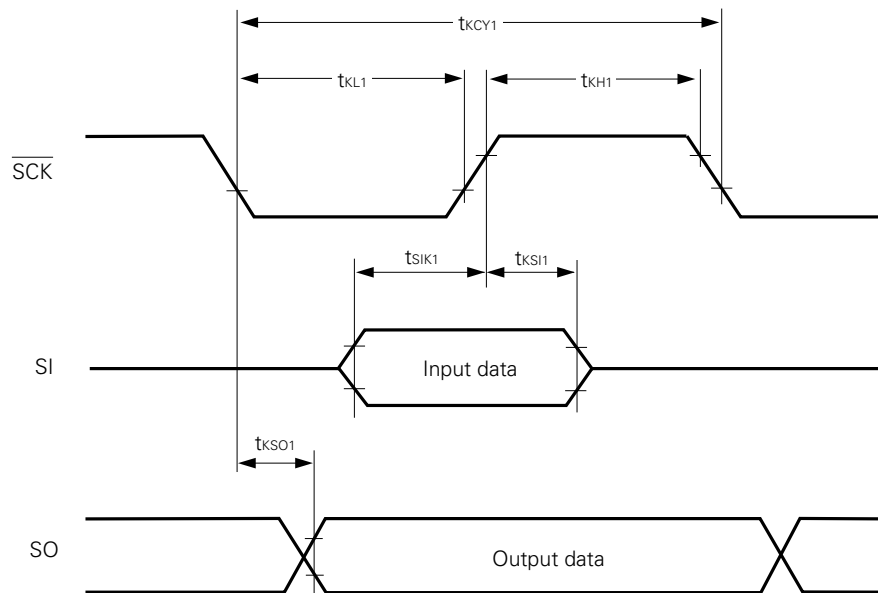 tKCY1
tKL1
tKH1
SCK
tSIK1
tKSI1
SI
Input data
tKSO1
SO
Output data